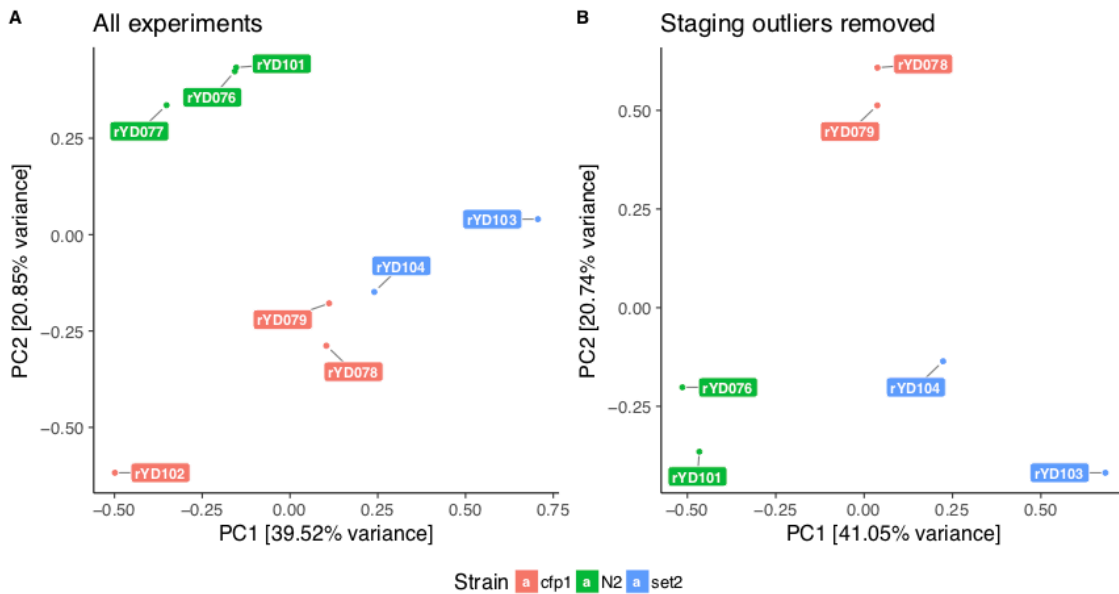 A
All experiments
PC2 [20.85% variance]
0.25
0.00
−0.25
−0.50
rYD101
rYD076
rYD077
rYD103
rYD104
rYD079
rYD078
rYD102
−0.50 −0.25 0.00 0.25 0.50 0.75
PC1 [39.52% variance]
B
Staging outliers removed
PC2 [20.74% variance]
0.50
0.25
0.00
−0.25
rYD078
rYD079
rYD104
rYD076
rYD101
rYD103
−0.50 −0.25 0.00 0.25 0.50
PC1 [41.05% variance]
Strain a cfp1 a N2 a set2